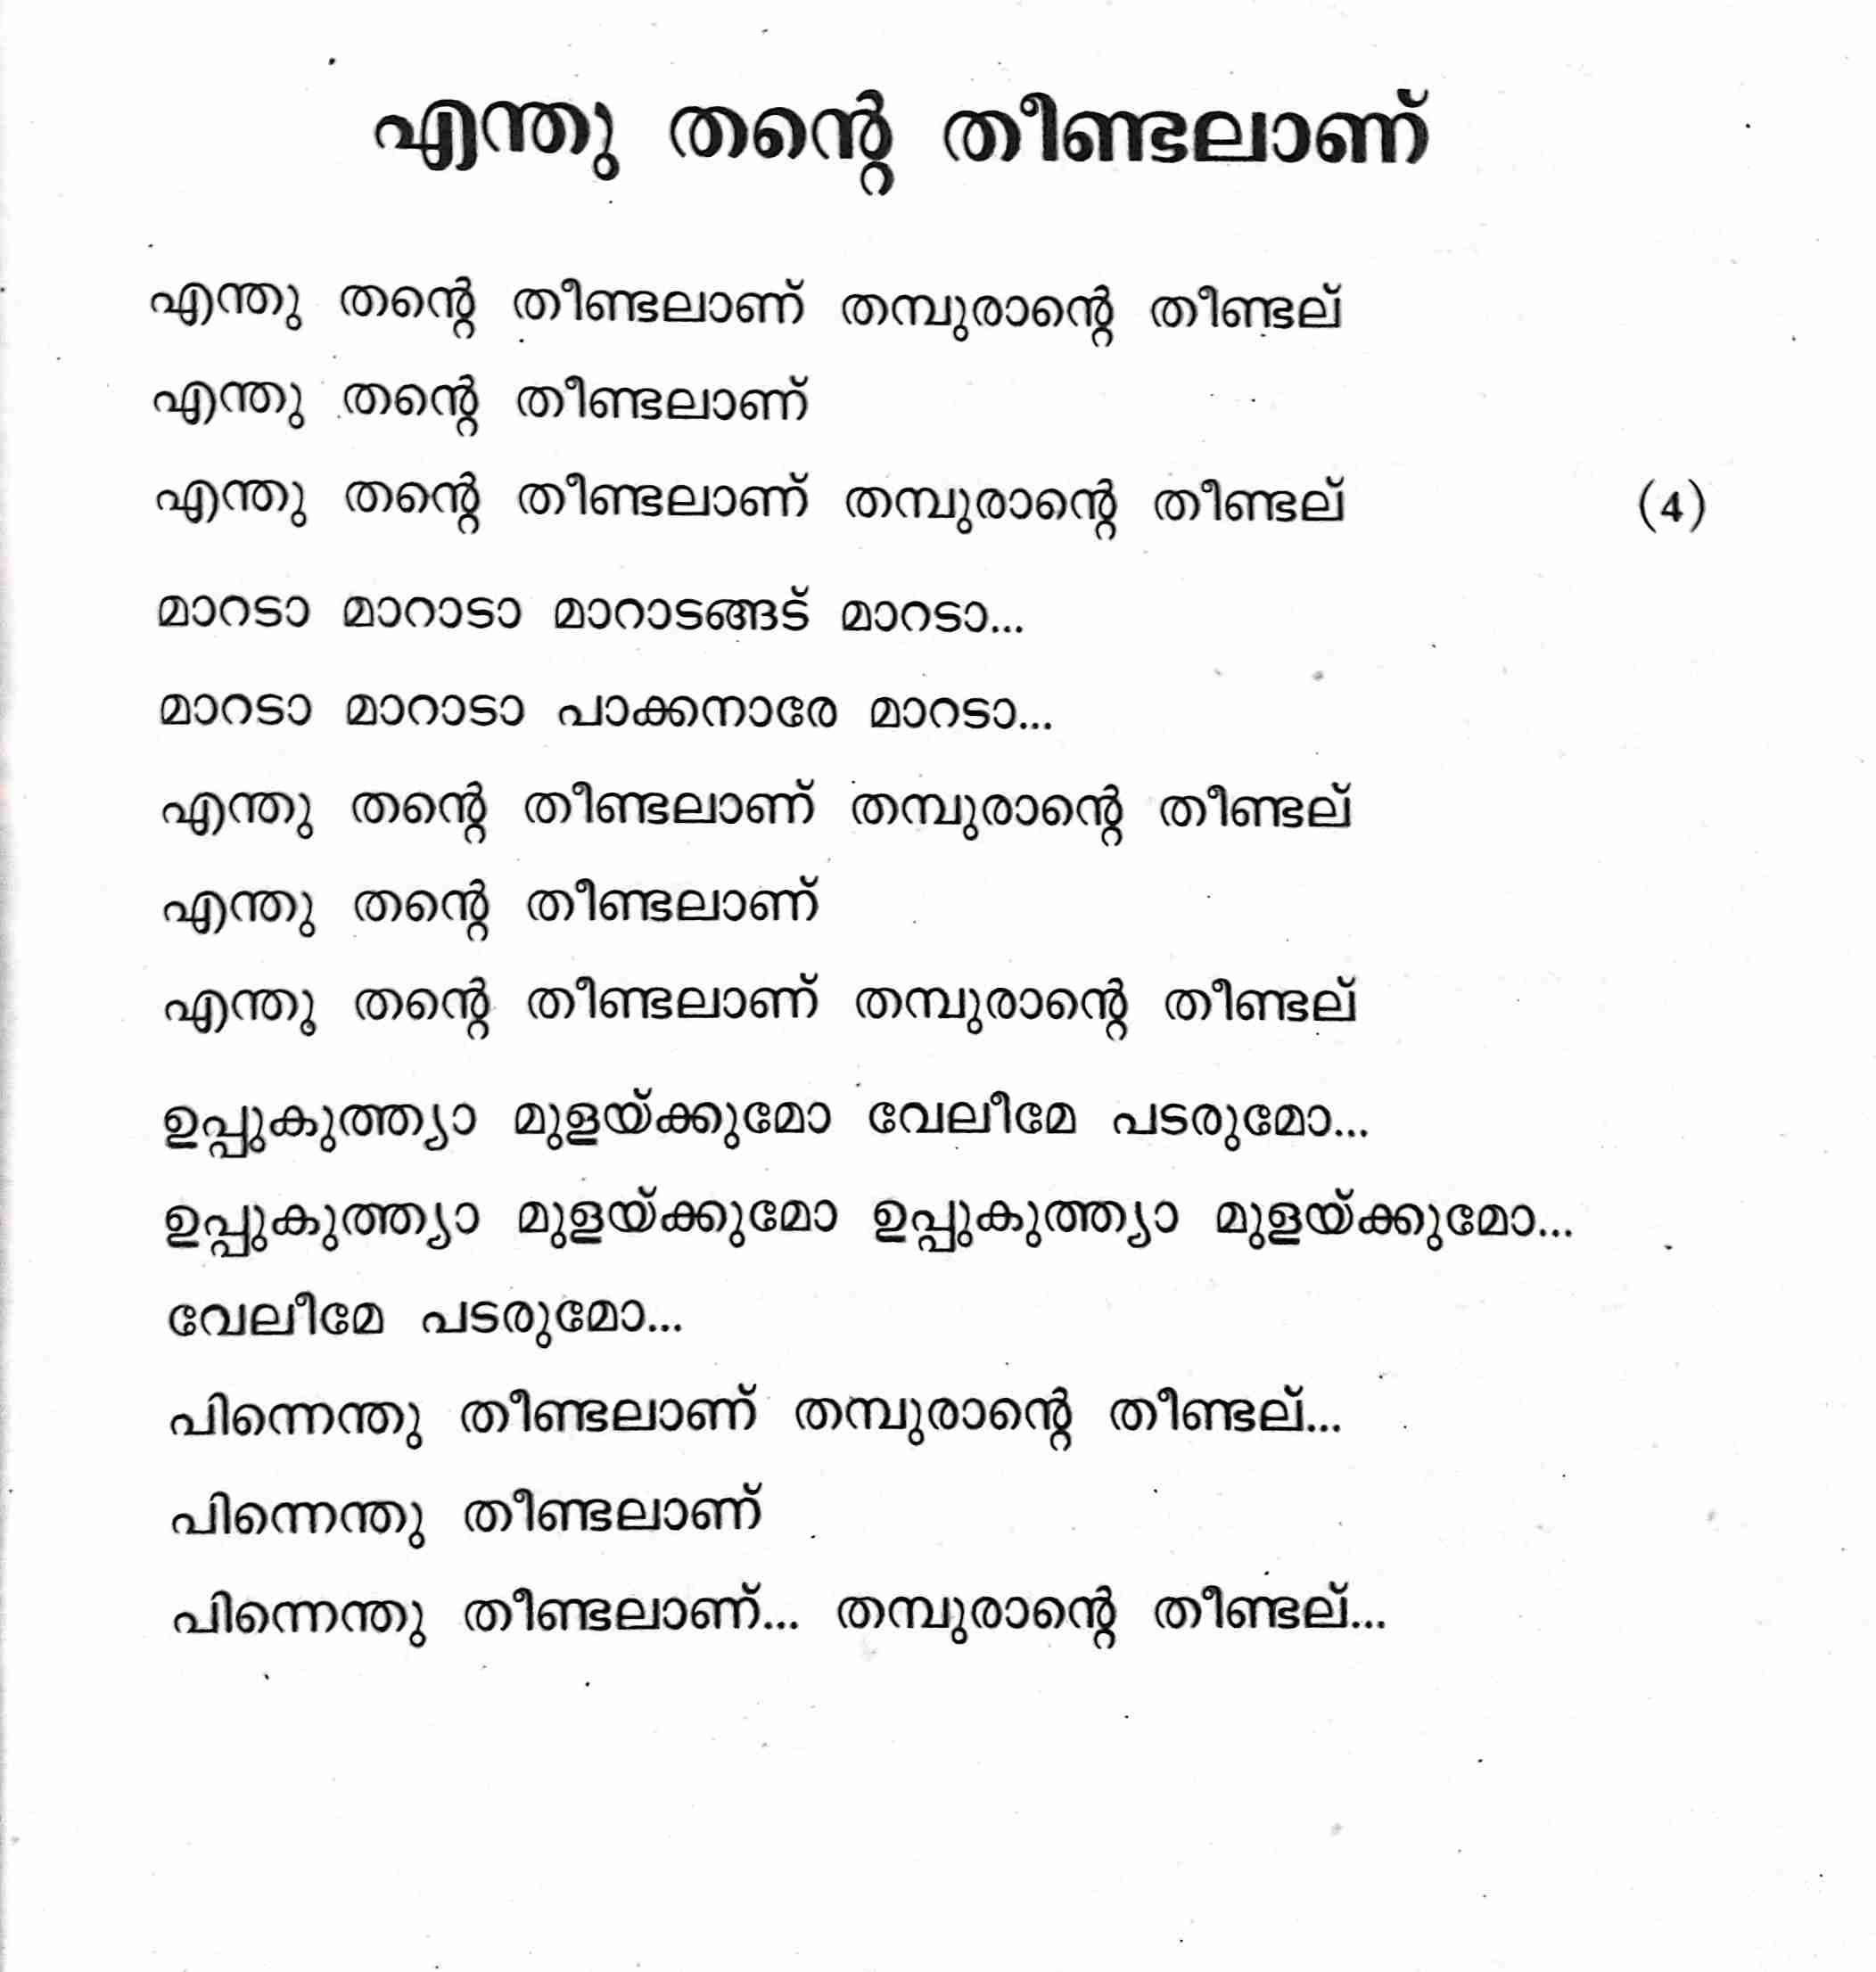 എന്തു തന്റെ തീണ്ടലാണ്
എന്തു തന്റെ തീണ്ടലാണ് തമ്പുരാന്റെ തീണ്ടല്
എന്തു തന്റെ തീണ്ടലാണ്
എന്തു തന്റെ തീണ്ടലാണ് തമ്പുരാന്റെ തീണ്ടല് (4)
മാറടാ മാറാടാ മാറാടങ്ങട് മാറടാ...
മാറടാ മാറാടാ പാക്കനാരേ മാറടാ...
എന്തു തന്റെ തീണ്ടലാണ് തമ്പുരാന്റെ തീണ്ടല്
എന്തു തന്റെ തീണ്ടലാണ്
എന്തു തന്റെ തീണ്ടലാണ് തമ്പുരാന്റെ തീണ്ടല്
ഉപ്പുകുത്ത്യാ മുളയ്ക്കുമോ വേലീമേ പടരുമോ...
ഉപ്പുകുത്ത്യാ മുളയ്ക്കുമോ ഉപ്പുകുത്ത്യാ മുളയ്ക്കുമോ...
വേലീമേ പടരുമോ...
പിന്നെന്തു തീണ്ടലാണ് തമ്പുരാന്റെ തീണ്ടല്...
പിന്നെന്തു തീണ്ടലാണ്
പിന്നെന്തു തീണ്ടലാണ്... തമ്പുരാന്റെ തീണ്ടല്...